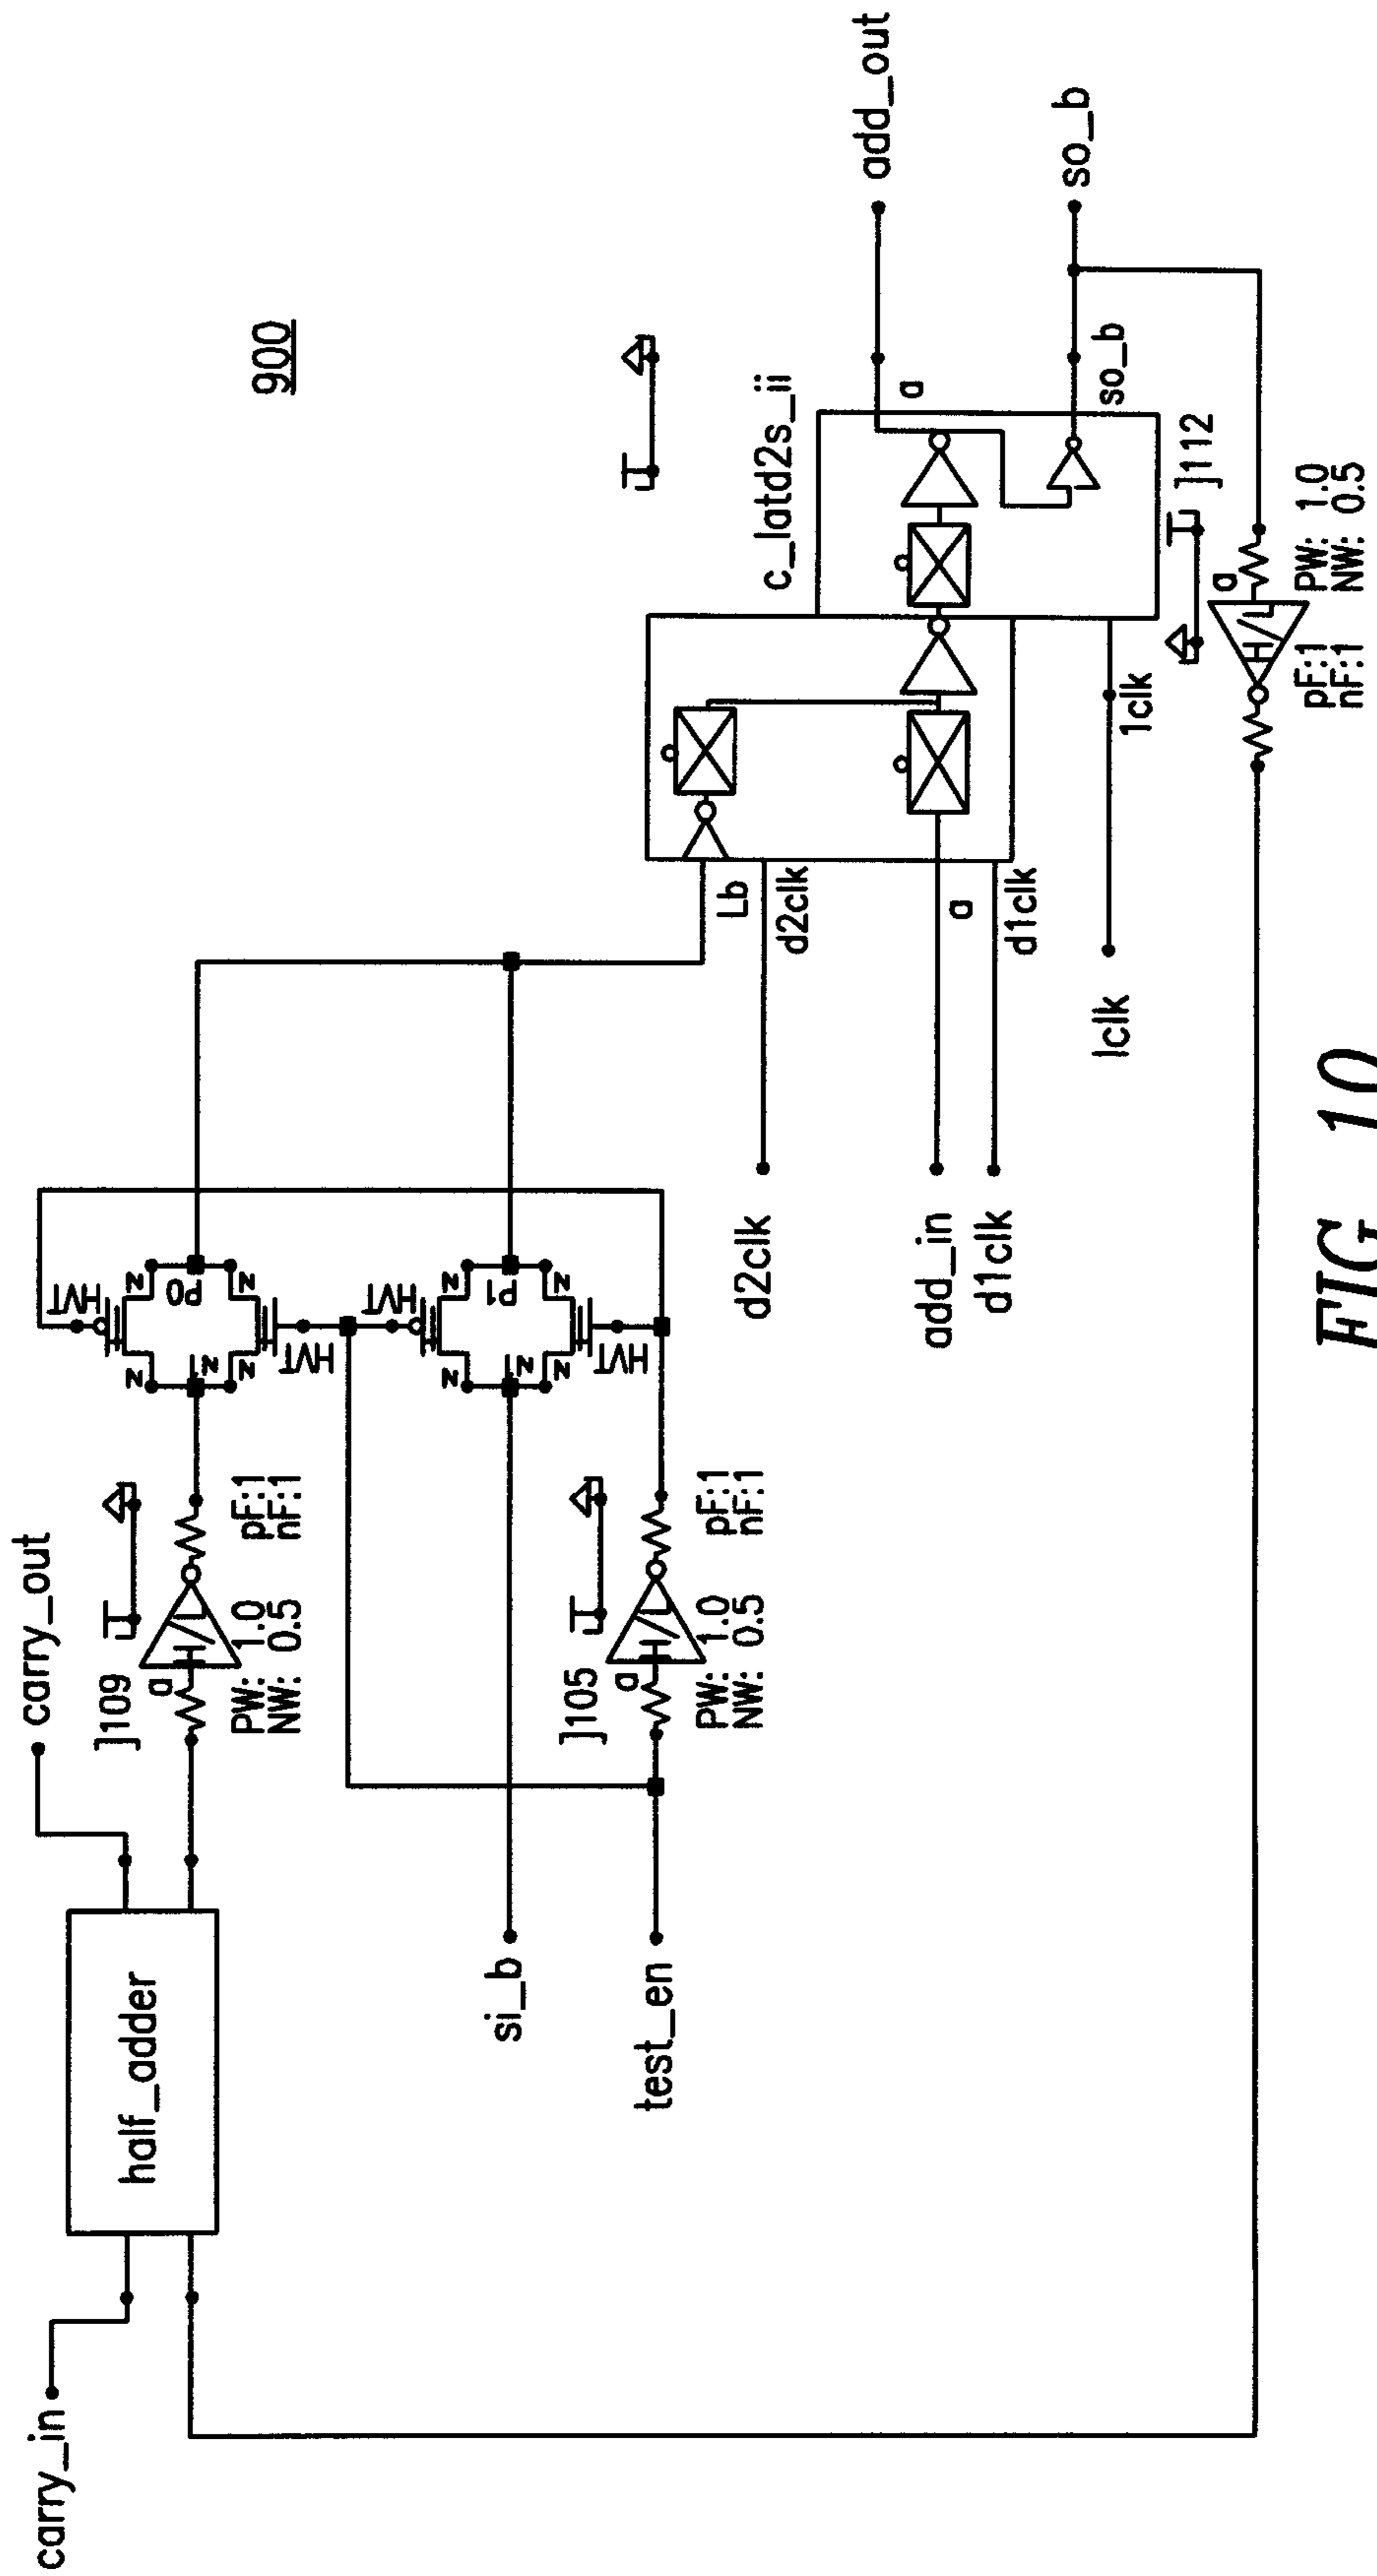 900
carry_in
half_adder
carry_out
]109
a
PW: 1.0
NW: 0.5
pF:1
nF:1
HVT
P0
N
N
N
N
N
HVT
HVT
P1
N
N
N
N
N
HVT
si_b
test_en
]105
a
PW: 1.0
NW: 0.5
pF:1
nF:1
d2clk
add_in
d1clk
lclk
Lb
d2clk
a
d1clk
1clk
c_latd2s_ii
a
add_out
so_b
so_b
]112
a
H/L
PW: 1.0
NW: 0.5
pF:1
nF:1
H/L
H/L
FIG. 10